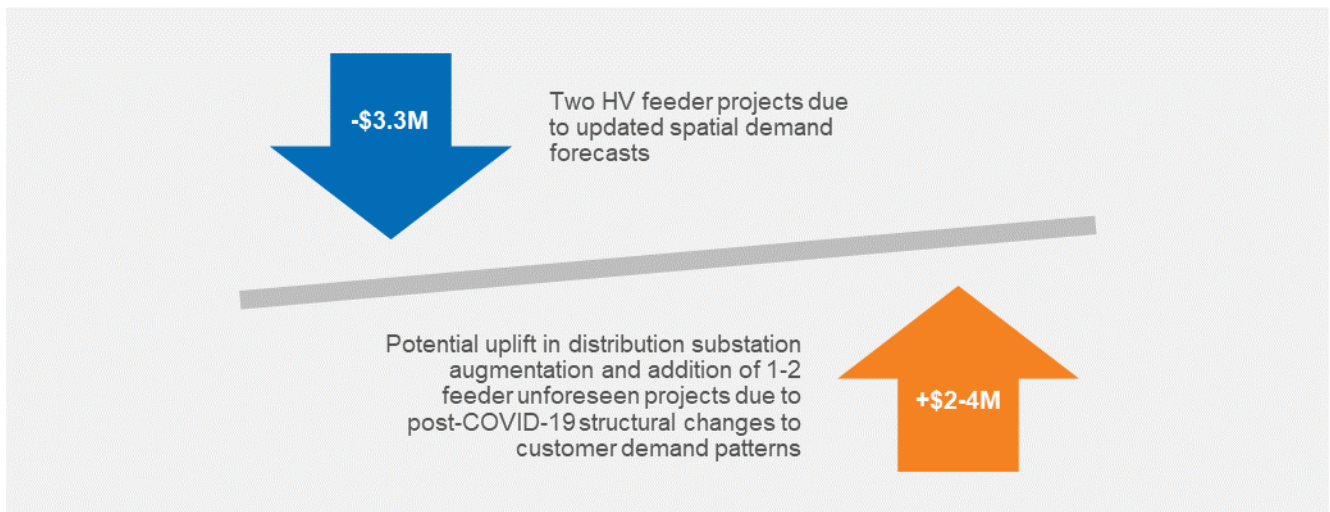 -$3.3M
Two HV feeder projects due
to updated spatial demand
forecasts
Potential uplift in distribution substation
augmentation and addition of 1-2
feeder unforeseen projects due to
post-COVID-19 structural changes to
customer demand patterns
+$2-4M